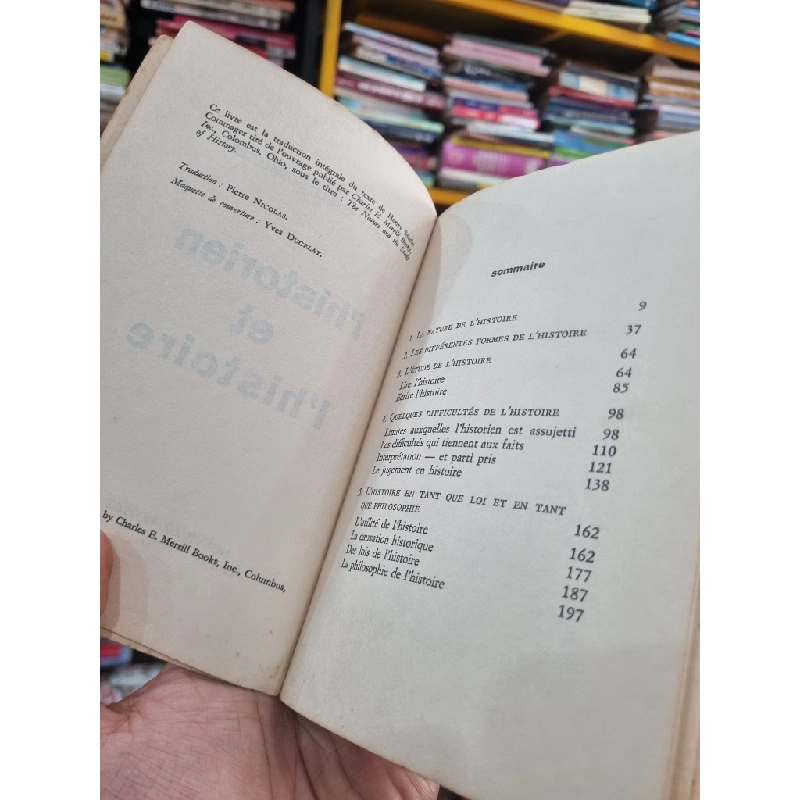 Ce livre est la traduction intégrale du texte de Henry Steele
Commager tiré de l'ouvrage publié par Charles E. Merrill Books,
Inc., Columbus, Ohio, sous le titre : The Nature and the Study
of History.
Traduction : Pierre NICOLAS.
Maquette de couverture : Yves
l'historien
et
l'histoire
by Charles E. Merrill Books, Inc., Columbus,
sommaire
1. LA NATURE DE L'HISTOIRE 9
2. LES DIFFÉRENTES FORMES DE L'HISTOIRE 37
3. L'ÉTUDE DE L'HISTOIRE 64
Lire l'histoire 64
Écrire l'histoire 85
4. QUELQUES DIFFICULTÉS DE L'HISTOIRE 98
Limites auxquelles l'historien est assujetti 98
Les difficultés qui tiennent aux faits 110
Interprétation — et parti pris 121
Le jugement en histoire 138
5. L'HISTOIRE EN TANT QUE LOI ET EN TANT
QUE PHILOSOPHIE 162
L'utilité de l'histoire 162
La causation historique 177
Des lois de l'histoire 187
La philosophie de l'histoire 197